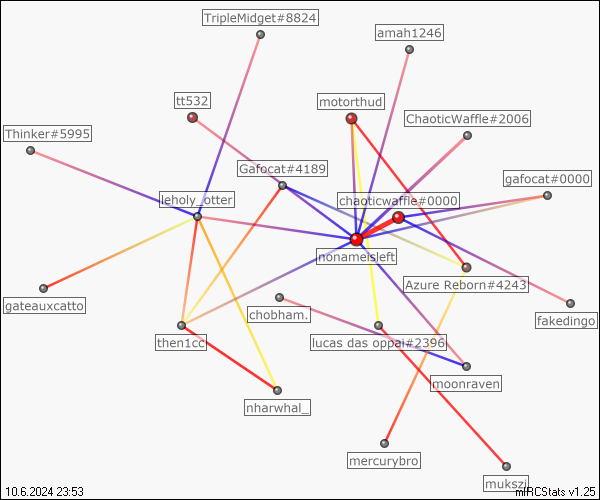 TripleMidget#8824
amah1246
tt532
motorthud
ChaoticWaffle#2006
Thinker#5995
Gafocat#4189
gafocat#0000
leholy_otter
chaoticwaffle#0000
nonameisleft
Azure Reborn#4243
gateauxcatto
chobham.
fakedingo
then1cc
lucas das oppai#2396
moonraven
nharwhal_
mercurybro
mukszi
10.6.2024 23:53
mIRCStats v1.25